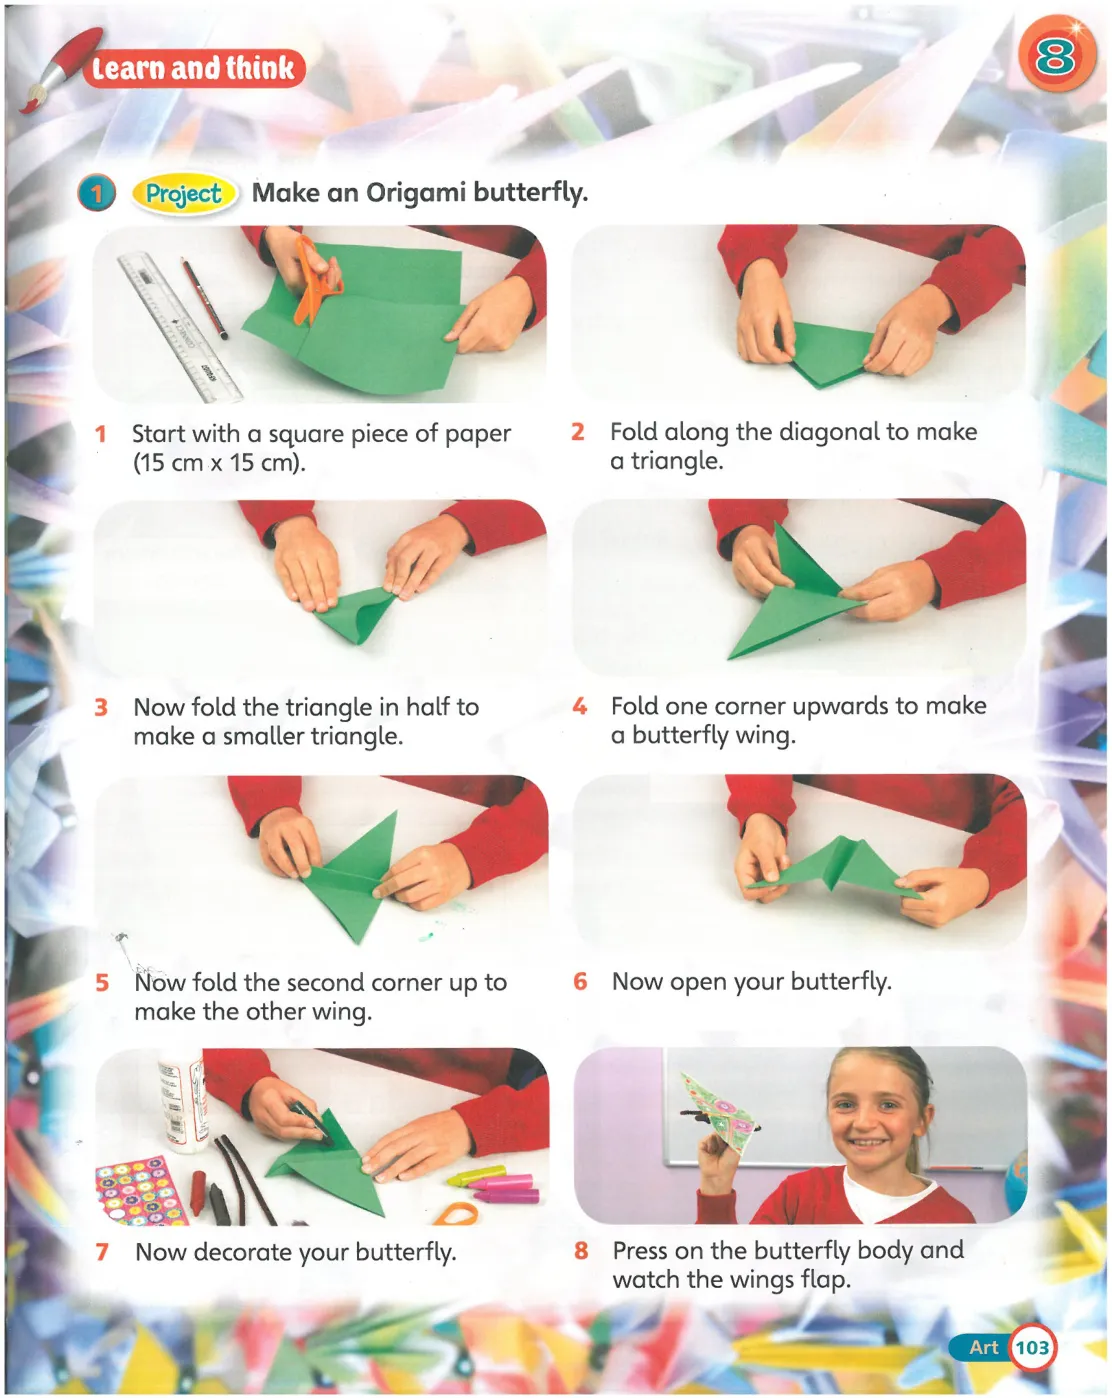 Learn and think
8
1 Project Make an Origami butterfly.
1 Start with a square piece of paper
(15 cm x 15 cm).
2 Fold along the diagonal to make
a triangle.
3 Now fold the triangle in half to
make a smaller triangle.
4 Fold one corner upwards to make
a butterfly wing.
5 Now fold the second corner up to
make the other wing.
6 Now open your butterfly.
7 Now decorate your butterfly.
8 Press on the butterfly body and
watch the wings flap.
Art 103